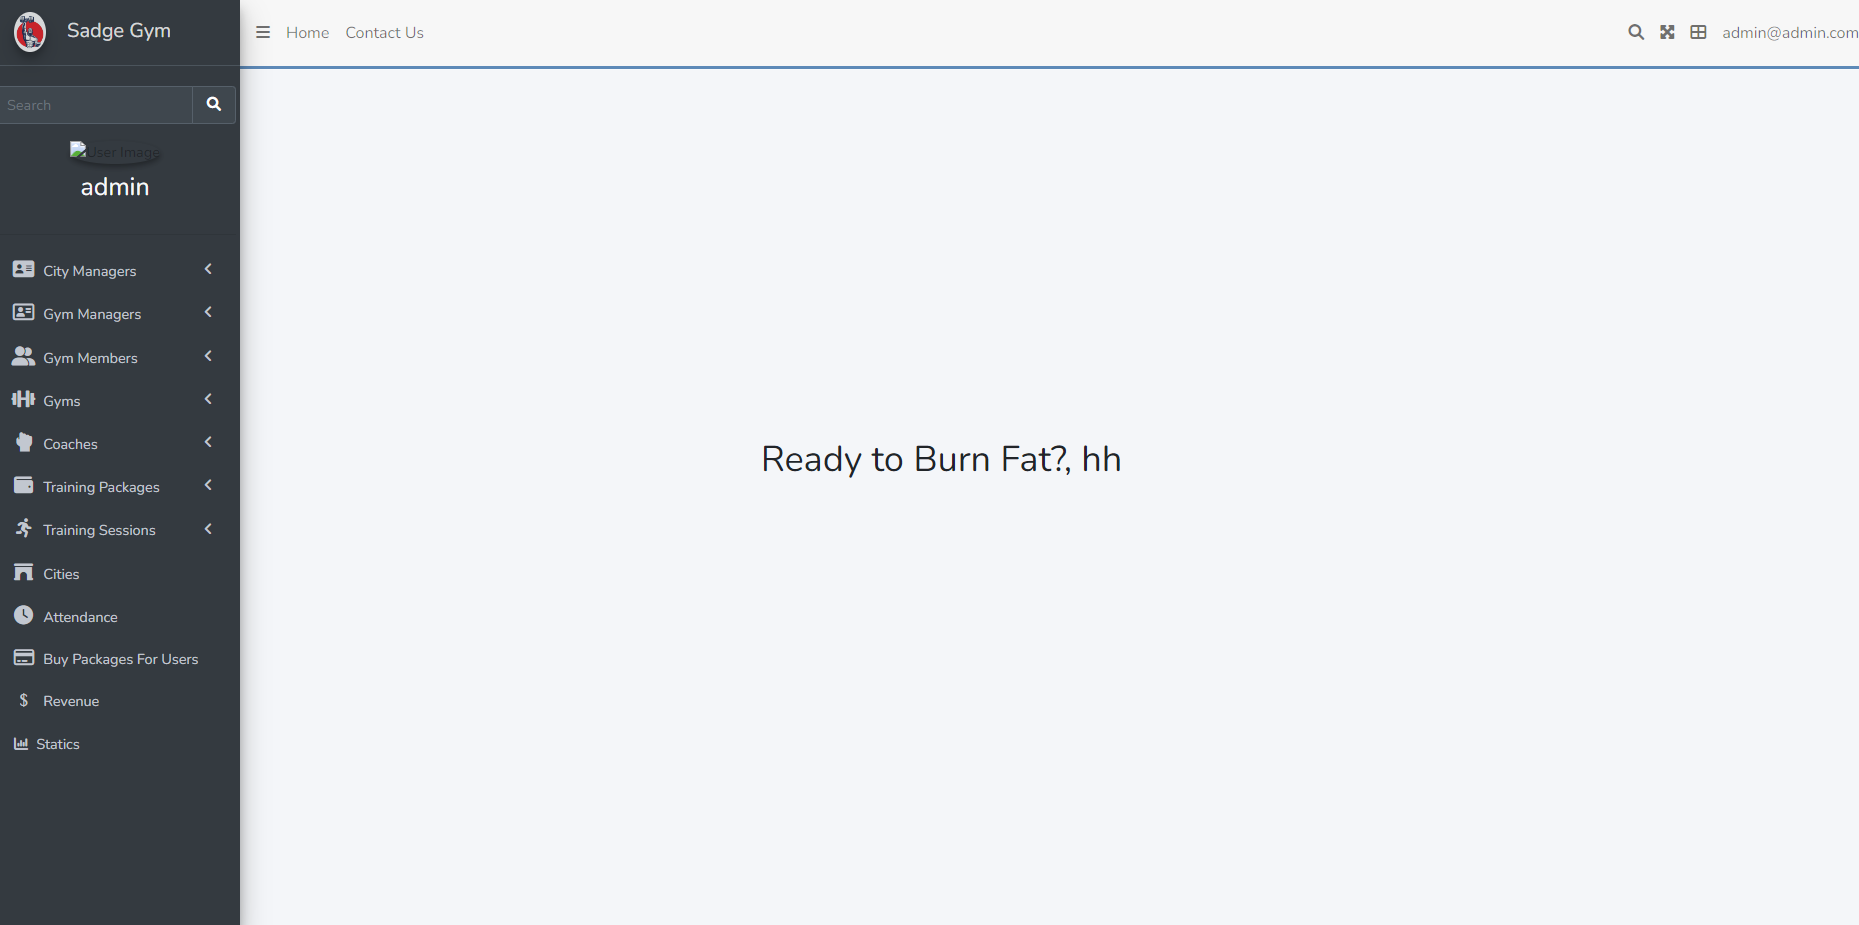 Sadge Gym
Home
Contact Us
admin@admin.com
Search
User Image
admin
City Managers
Gym Managers
Gym Members
Gyms
Coaches
Training Packages
Training Sessions
Cities
Attendance
Buy Packages For Users
$ Revenue
Statics
Ready to Burn Fat?, hh